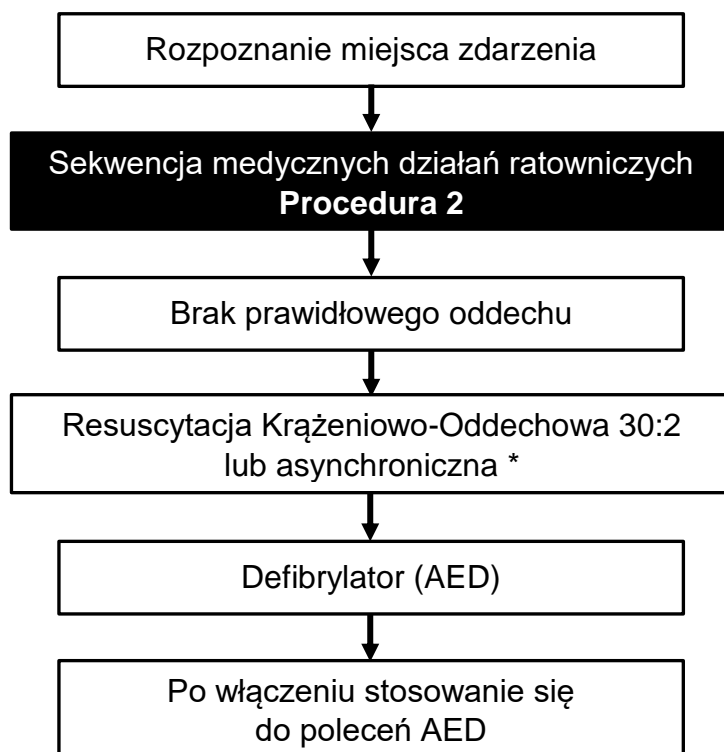 Rozpoznanie miejsca zdarzenia
Sekwencja medycznych działań ratowniczych
Procedura 2
Brak prawidłowego oddechu
Resuscytacja Krążeniowo-Oddechowa 30:2
lub asynchroniczna *
Defibrylator (AED)
Po włączeniu stosowanie się
do poleceń AED